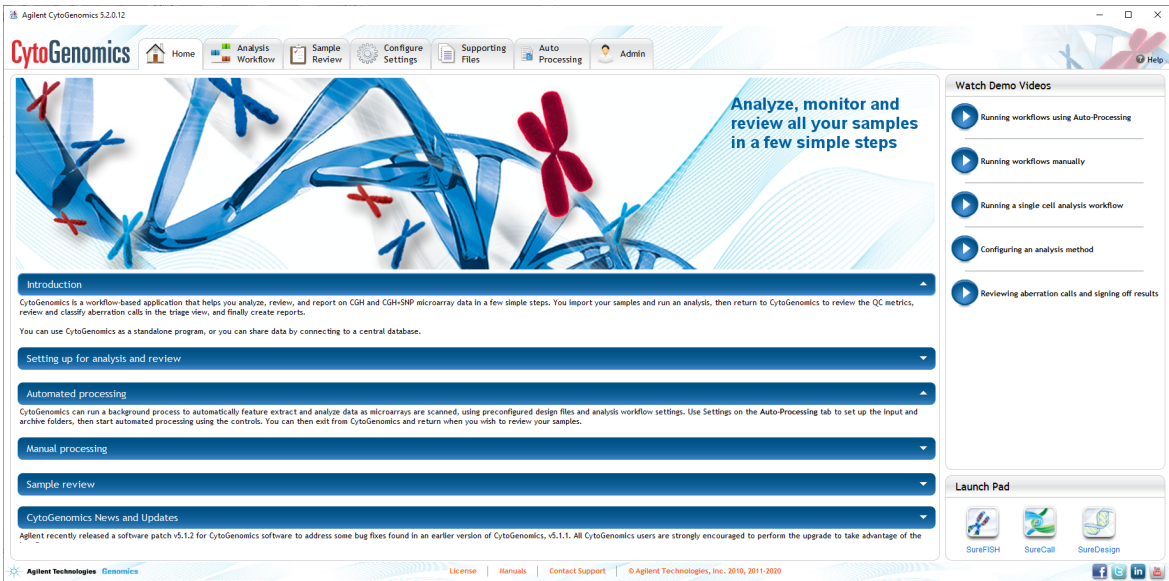 Agilent CytoGenomics 5.2.0.12
CytoGenomics
Home
Analysis
Workflow
Sample
Review
Configure
Settings
Supporting
Files
Auto
Processing
Admin
Help
Analyze, monitor and
review all your samples
in a few simple steps
Introduction
CytoGenomics is a workflow-based application that helps you analyze, review, and report on CGH and CGH+SNP microarray data in a few simple steps. You import your samples and run an analysis, then return to CytoGenomics to review the QC metrics,
review and classify aberration calls in the triage view, and finally create reports.
You can use CytoGenomics as a standalone program, or you can share data by connecting to a central database.
Setting up for analysis and review
Automated processing
CytoGenomics can run a background process to automatically feature extract and analyze data as microarrays are scanned, using preconfigured design files and analysis workflow settings. Use Settings on the Auto-Processing tab to set up the input and
archive folders, then start automated processing using the controls. You can then exit from CytoGenomics and return when you wish to review your samples.
Manual processing
Sample review
CytoGenomics News and Updates
Agilent recently released a software patch v5.1.2 for CytoGenomics software to address some bug fixes found in an earlier version of CytoGenomics, v5.1.1. All CytoGenomics users are strongly encouraged to perform the upgrade to take advantage of the
Watch Demo Videos
Running workflows using Auto-Processing
Running workflows manually
Running a single cell analysis workflow
Configuring an analysis method
Reviewing aberration calls and signing off results
Launch Pad
SureFISH
SureCall
SureDesign
Agilent Technologies Genomics
License
Manuals
Contact Support
© Agilent Technologies, Inc. 2010, 2011-2020